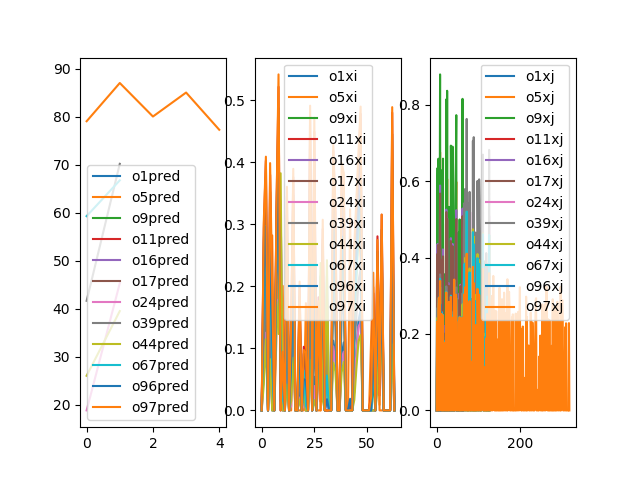 90
80
70
60
50
40
30
20
0
2
4
o1pred
o5pred
o9pred
o11pred
o16pred
o17pred
o24pred
o39pred
o44pred
o67pred
o96pred
o97pred
0.5
0.4
0.3
0.2
0.1
0.0
0
25
50
o1xi
o5xi
o9xi
o11xi
o16xi
o17xi
o24xi
o39xi
o44xi
o67xi
o96xi
o97xi
0.8
0.6
0.4
0.2
0.0
0
200
o1xj
o5xj
o9xj
o11xj
o16xj
o17xj
o24xj
o39xj
o44xj
o67xj
o96xj
o97xj